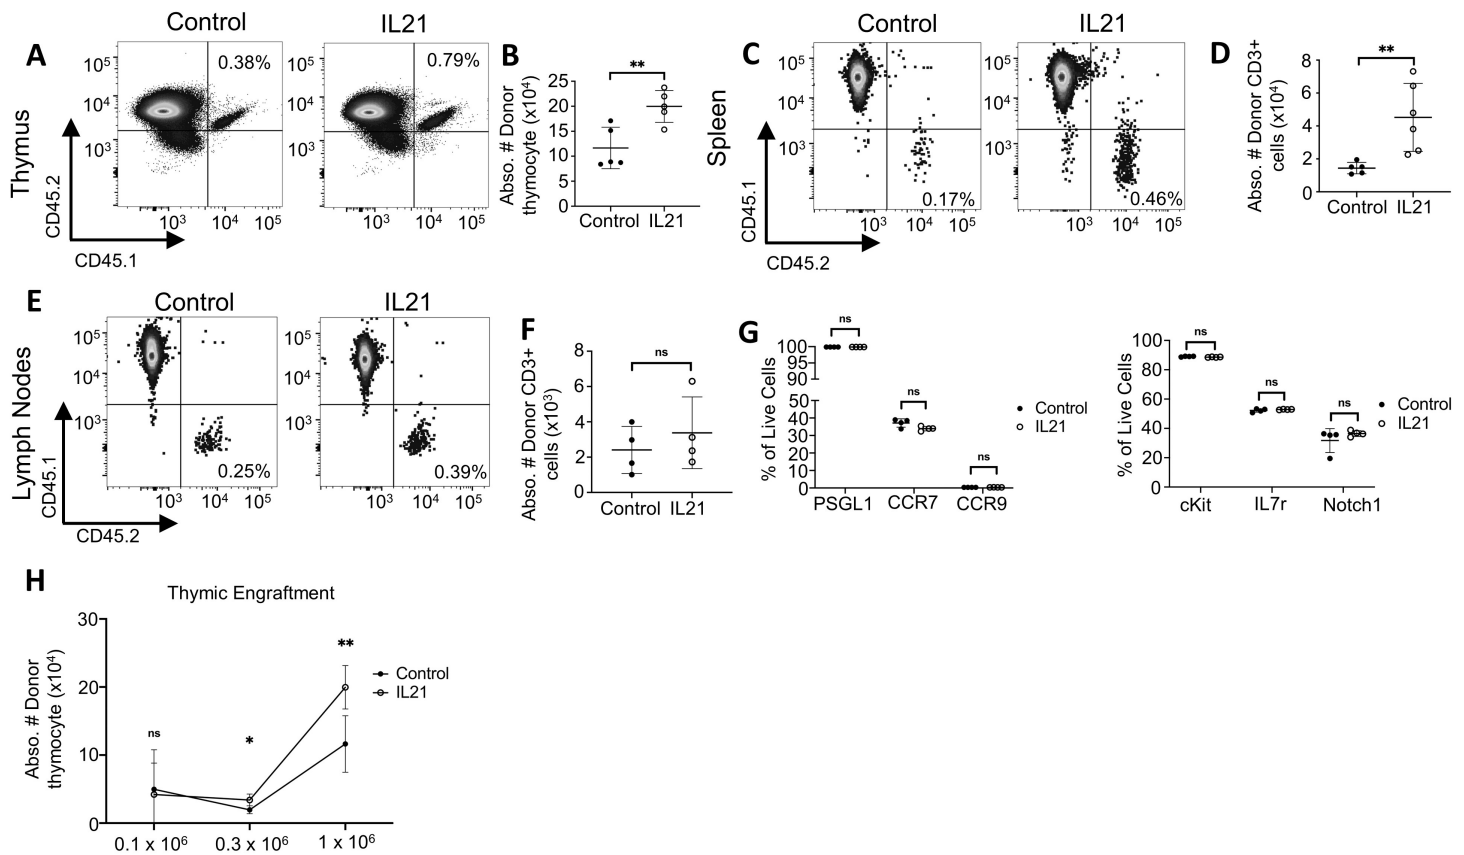 A
Control
IL21
0.38%
0.79%
10⁵
10⁴
10³
10⁵
10⁴
10³
10³
10⁴
10⁵
10³
10⁴
10⁵
Thymus
CD45.2
CD45.1
B
**
Abso. # Donor
thymocyte (x10⁴)
25
20
15
10
5
0
Control
IL21
C
Control
IL21
10⁵
10⁴
10³
10⁵
10⁴
10³
0.17%
0.46%
10³
10⁴
10⁵
10³
10⁴
10⁵
Spleen
CD45.1
CD45.2
D
**
Abso. # Donor CD3+
cells (x10⁴)
8
6
4
2
0
Control
IL21
E
Control
IL21
10⁵
10⁴
10³
10⁵
10⁴
10³
0.25%
0.39%
10³
10⁴
10⁵
10³
10⁴
10⁵
Lymph Nodes
CD45.1
CD45.2
F
ns
Abso. # Donor CD3+
cells (x10³)
8
6
4
2
0
Control
IL21
G
% of Live Cells
100
95
90
50
40
30
20
10
0
ns
ns
ns
PSGL1
CCR7
CCR9
Control
IL21
% of Live Cells
100
80
60
40
20
0
ns
ns
ns
cKit
IL7r
Notch1
Control
IL21
H
Thymic Engraftment
Abso. # Donor
thymocyte (x10⁴)
30
20
10
0
ns
*
**
Control
IL21
0.1 x 10⁶
0.3 x 10⁶
1 x 10⁶